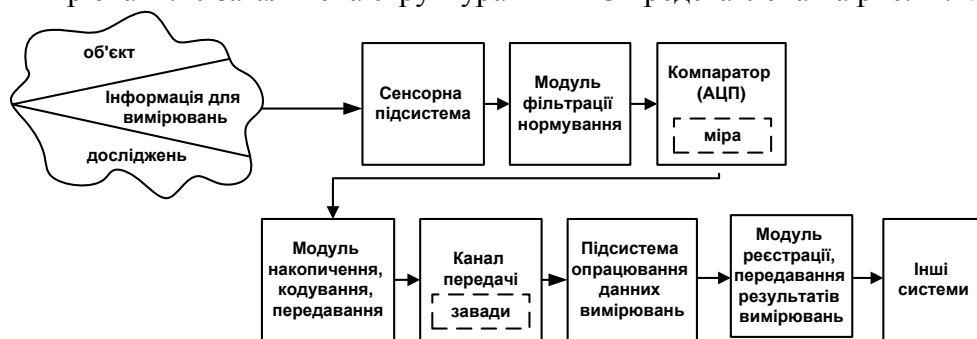 об'єкт
Інформація для
вимірювань
досліджень
Сенсорна
підсистема
Модуль
фільтрації
нормування
Компаратор
(АЦП)
міра
Модуль
накопичення,
кодування,
передавання
Канал
передачі
завади
Підсистема
опрацювання
данних
вимірювань
Модуль
реєстрації,
передавання
результатів
вимірювань
Інші
системи